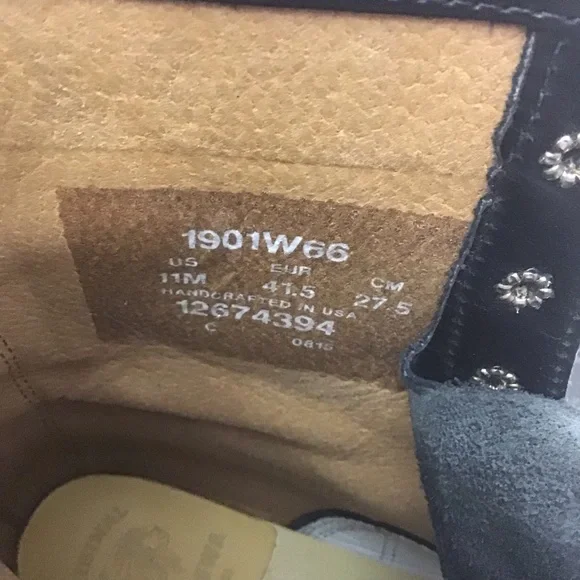 1901W66
US EUR CM
11M 41.5 27.5
HANDCRAFTED IN USA
12674394
C 0815